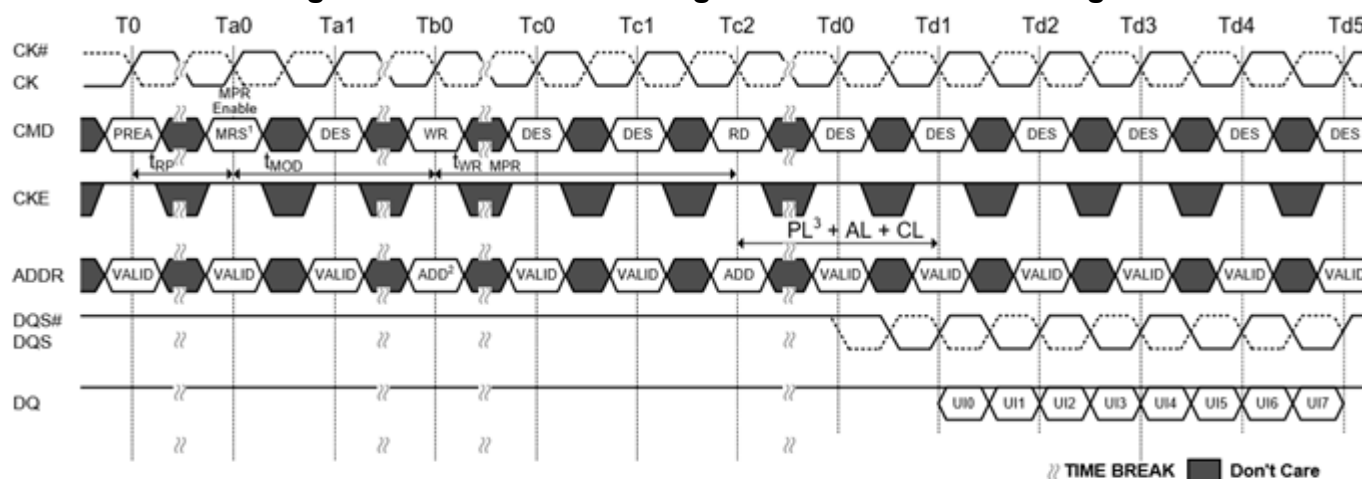 T0 Ta0 Ta1 Tb0 Tc0 Tc1 Tc2 Td0 Td1 Td2 Td3 Td4 Td5
CK#
CK
MPR
Enable
CMD PREA MRS¹ DES WR DES DES RD DES DES DES DES DES DES
tRP tMOD tWR_MPR
CKE
PL³ + AL + CL
ADDR VALID VALID VALID ADD² VALID VALID ADD VALID VALID VALID VALID VALID VALID
DQS#
DQS
DQ UI0 UI1 UI2 UI3 UI4 UI5 UI6 UI7
TIME BREAK Don't Care